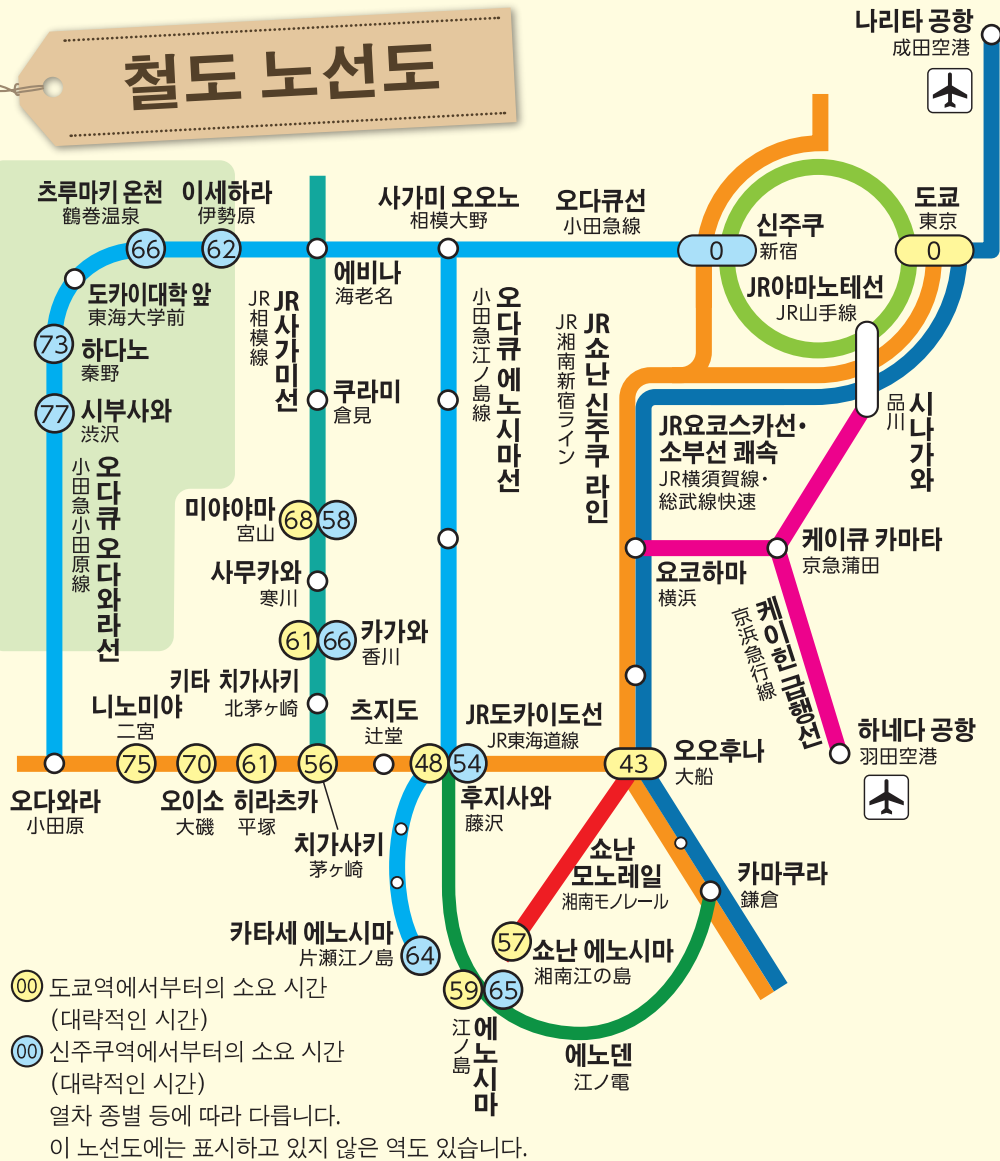 철도 노선도
나리타 공항
成田空港
츠루마키 온천
鶴巻温泉
이세하라
伊勢原
사가미 오오노
相模大野
오다큐선
小田急線
신주쿠
新宿
도쿄
東京
66
62
0
0
도카이대학 앞
東海大学前
에비나
海老名
JR야마노테선
JR山手線
73
하다노
秦野
77
시부사와
渋沢
JR사가미선
JR相模線
쿠라미
倉見
오다큐 에노시마선
小田急江ノ島線
JR쇼난 신주쿠 라인
JR湘南新宿ライン
JR요코스카선・
소부선 쾌속
JR横須賀線・
総武線快速
시나가와
品川
오다큐 오다와라선
小田急小田原線
미야야마
宮山
68
58
사무카와
寒川
요코하마
横浜
케이큐 카마타
京急蒲田
61
66
카가와
香川
케이힌 급행선
京浜急行線
키타 치가사키
北茅ヶ崎
니노미야
二宮
츠지도
辻堂
JR도카이도선
JR東海道線
75
70
61
56
48
54
43
오오후나
大船
하네다 공항
羽田空港
오다와라
小田原
오이소
大磯
히라츠카
平塚
치가사키
茅ヶ崎
후지사와
藤沢
쇼난
모노레일
湘南モノレール
카마쿠라
鎌倉
카타세 에노시마
片瀬江ノ島
64
57
쇼난 에노시마
湘南江の島
59
65
에노시마
江ノ島
에노덴
江ノ電
00 도쿄역에서부터의 소요 시간
(대략적인 시간)
00 신주쿠역에서부터의 소요 시간
(대략적인 시간)
열차 종별 등에 따라 다릅니다.
이 노선도에는 표시하고 있지 않은 역도 있습니다.